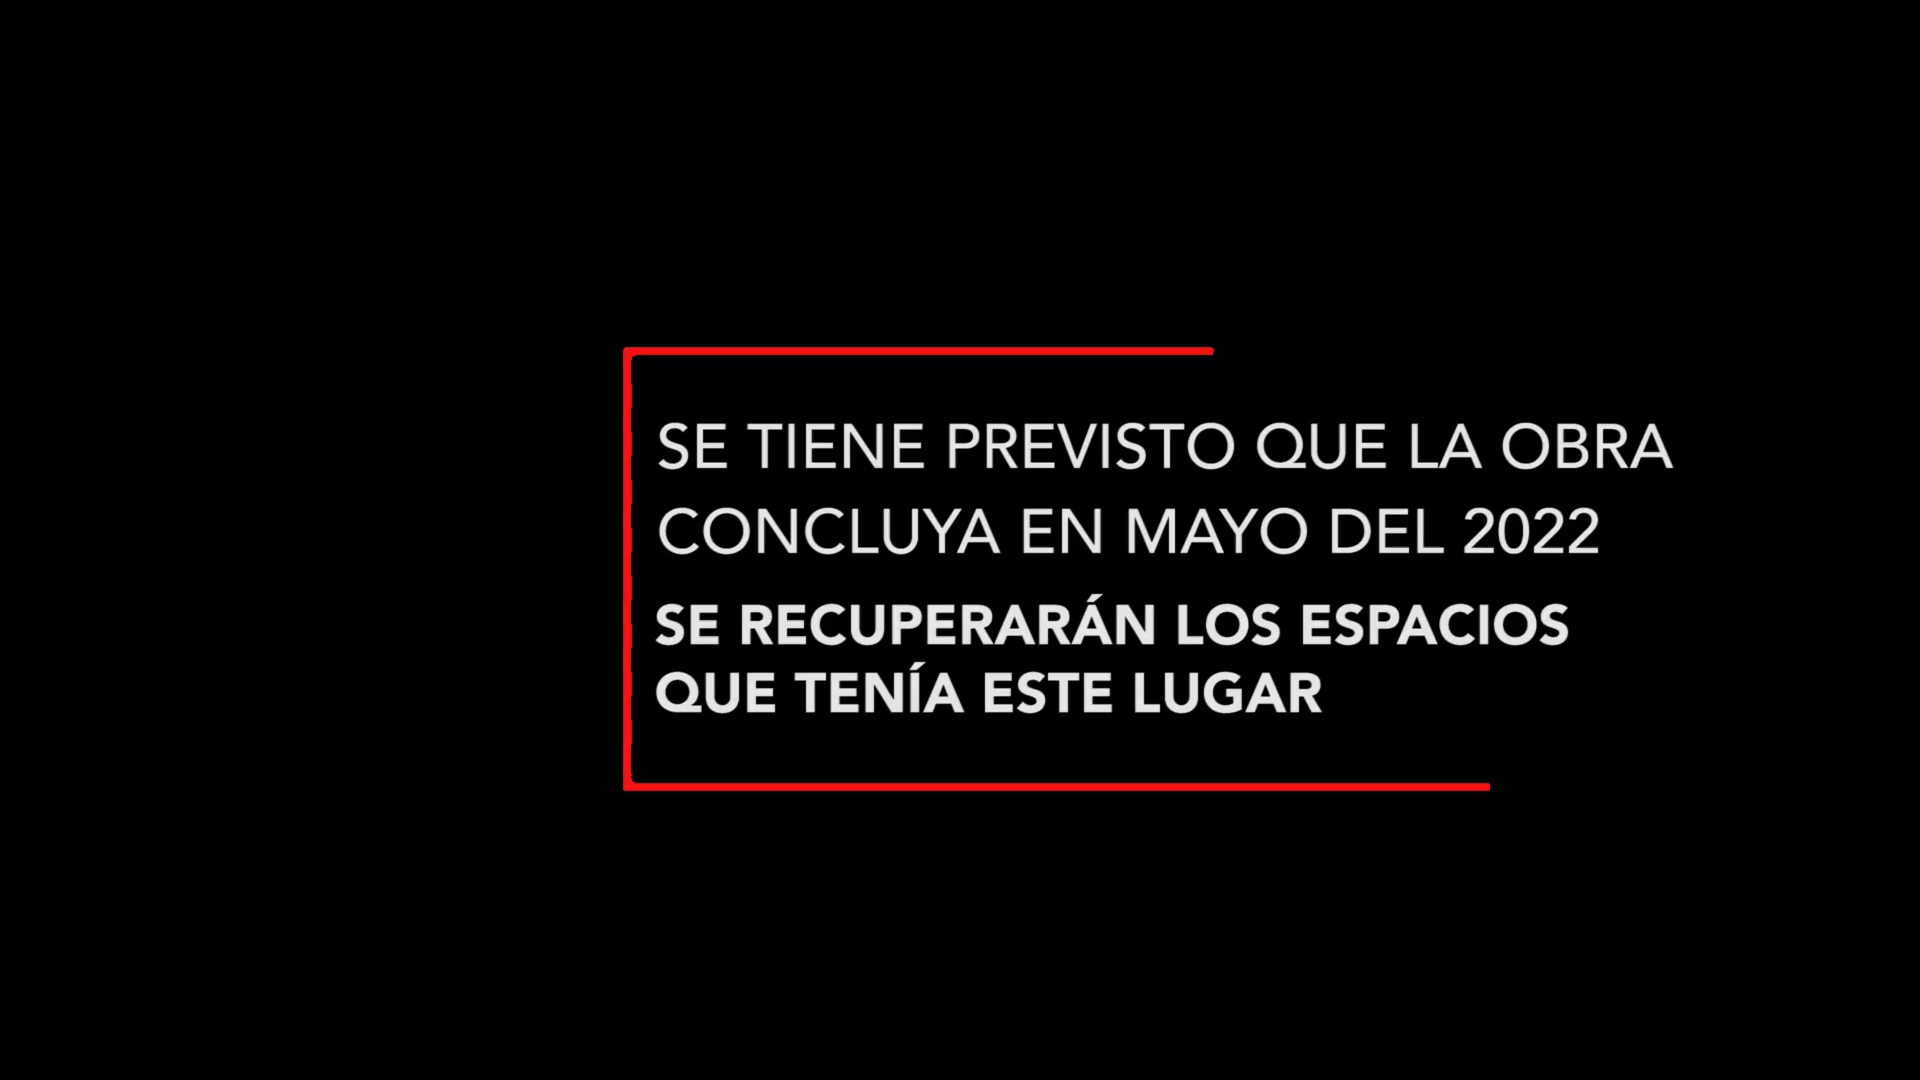 SE TIENE PREVISTO QUE LA OBRA
CONCLUYA EN MAYO DEL 2022
SE RECUPERARÁN LOS ESPACIOS
QUE TENÍA ESTE LUGAR